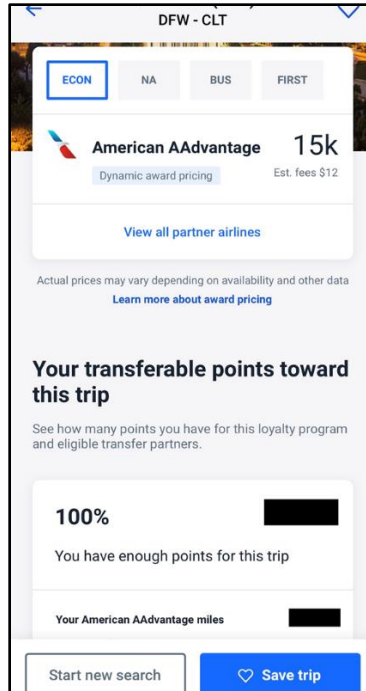 DFW - CLT
ECON
NA
BUS
FIRST
American AAdvantage
15k
Dynamic award pricing
Est. fees $12
View all partner airlines
Actual prices may vary depending on availability and other data
Learn more about award pricing
Your transferable points toward
this trip
See how many points you have for this loyalty program
and eligible transfer partners.
100%
You have enough points for this trip
Your American AAdvantage miles
Start new search
Save trip